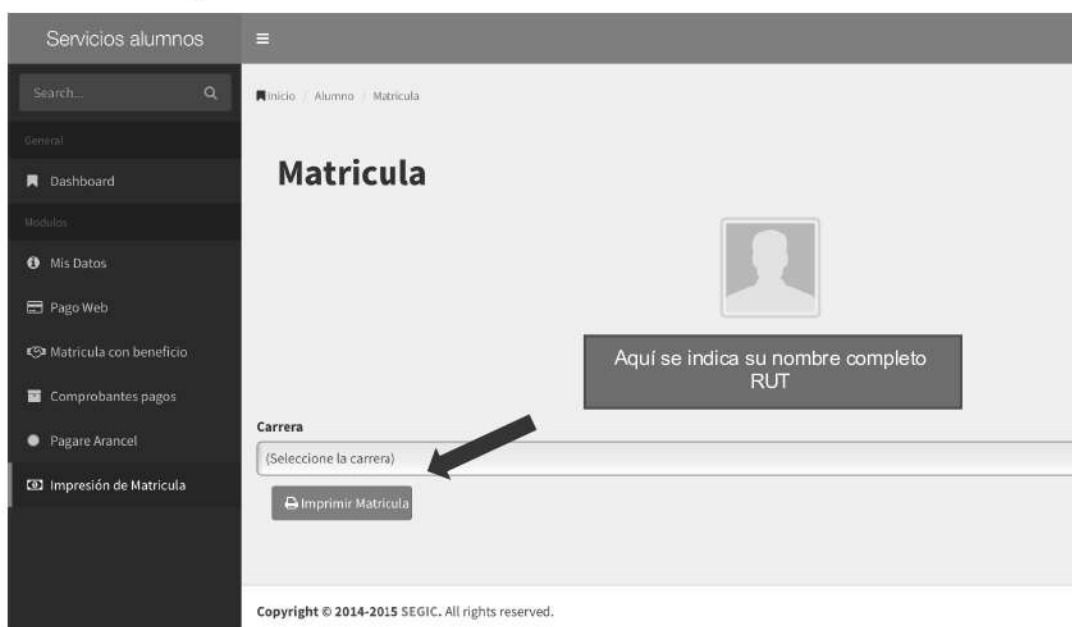 Servicios alumnos
Search...
General
Dashboard
Modulos
Mis Datos
Pago Web
Matricula con beneficio
Comprobantes pagos
Pagare Arancel
Impresión de Matricula
Inicio / Alumno / Matricula
Matricula
Aquí se indica su nombre completo
RUT
Carrera
(Seleccione la carrera)
Imprimir Matricula
Copyright © 2014-2015 SEGIC. All rights reserved.